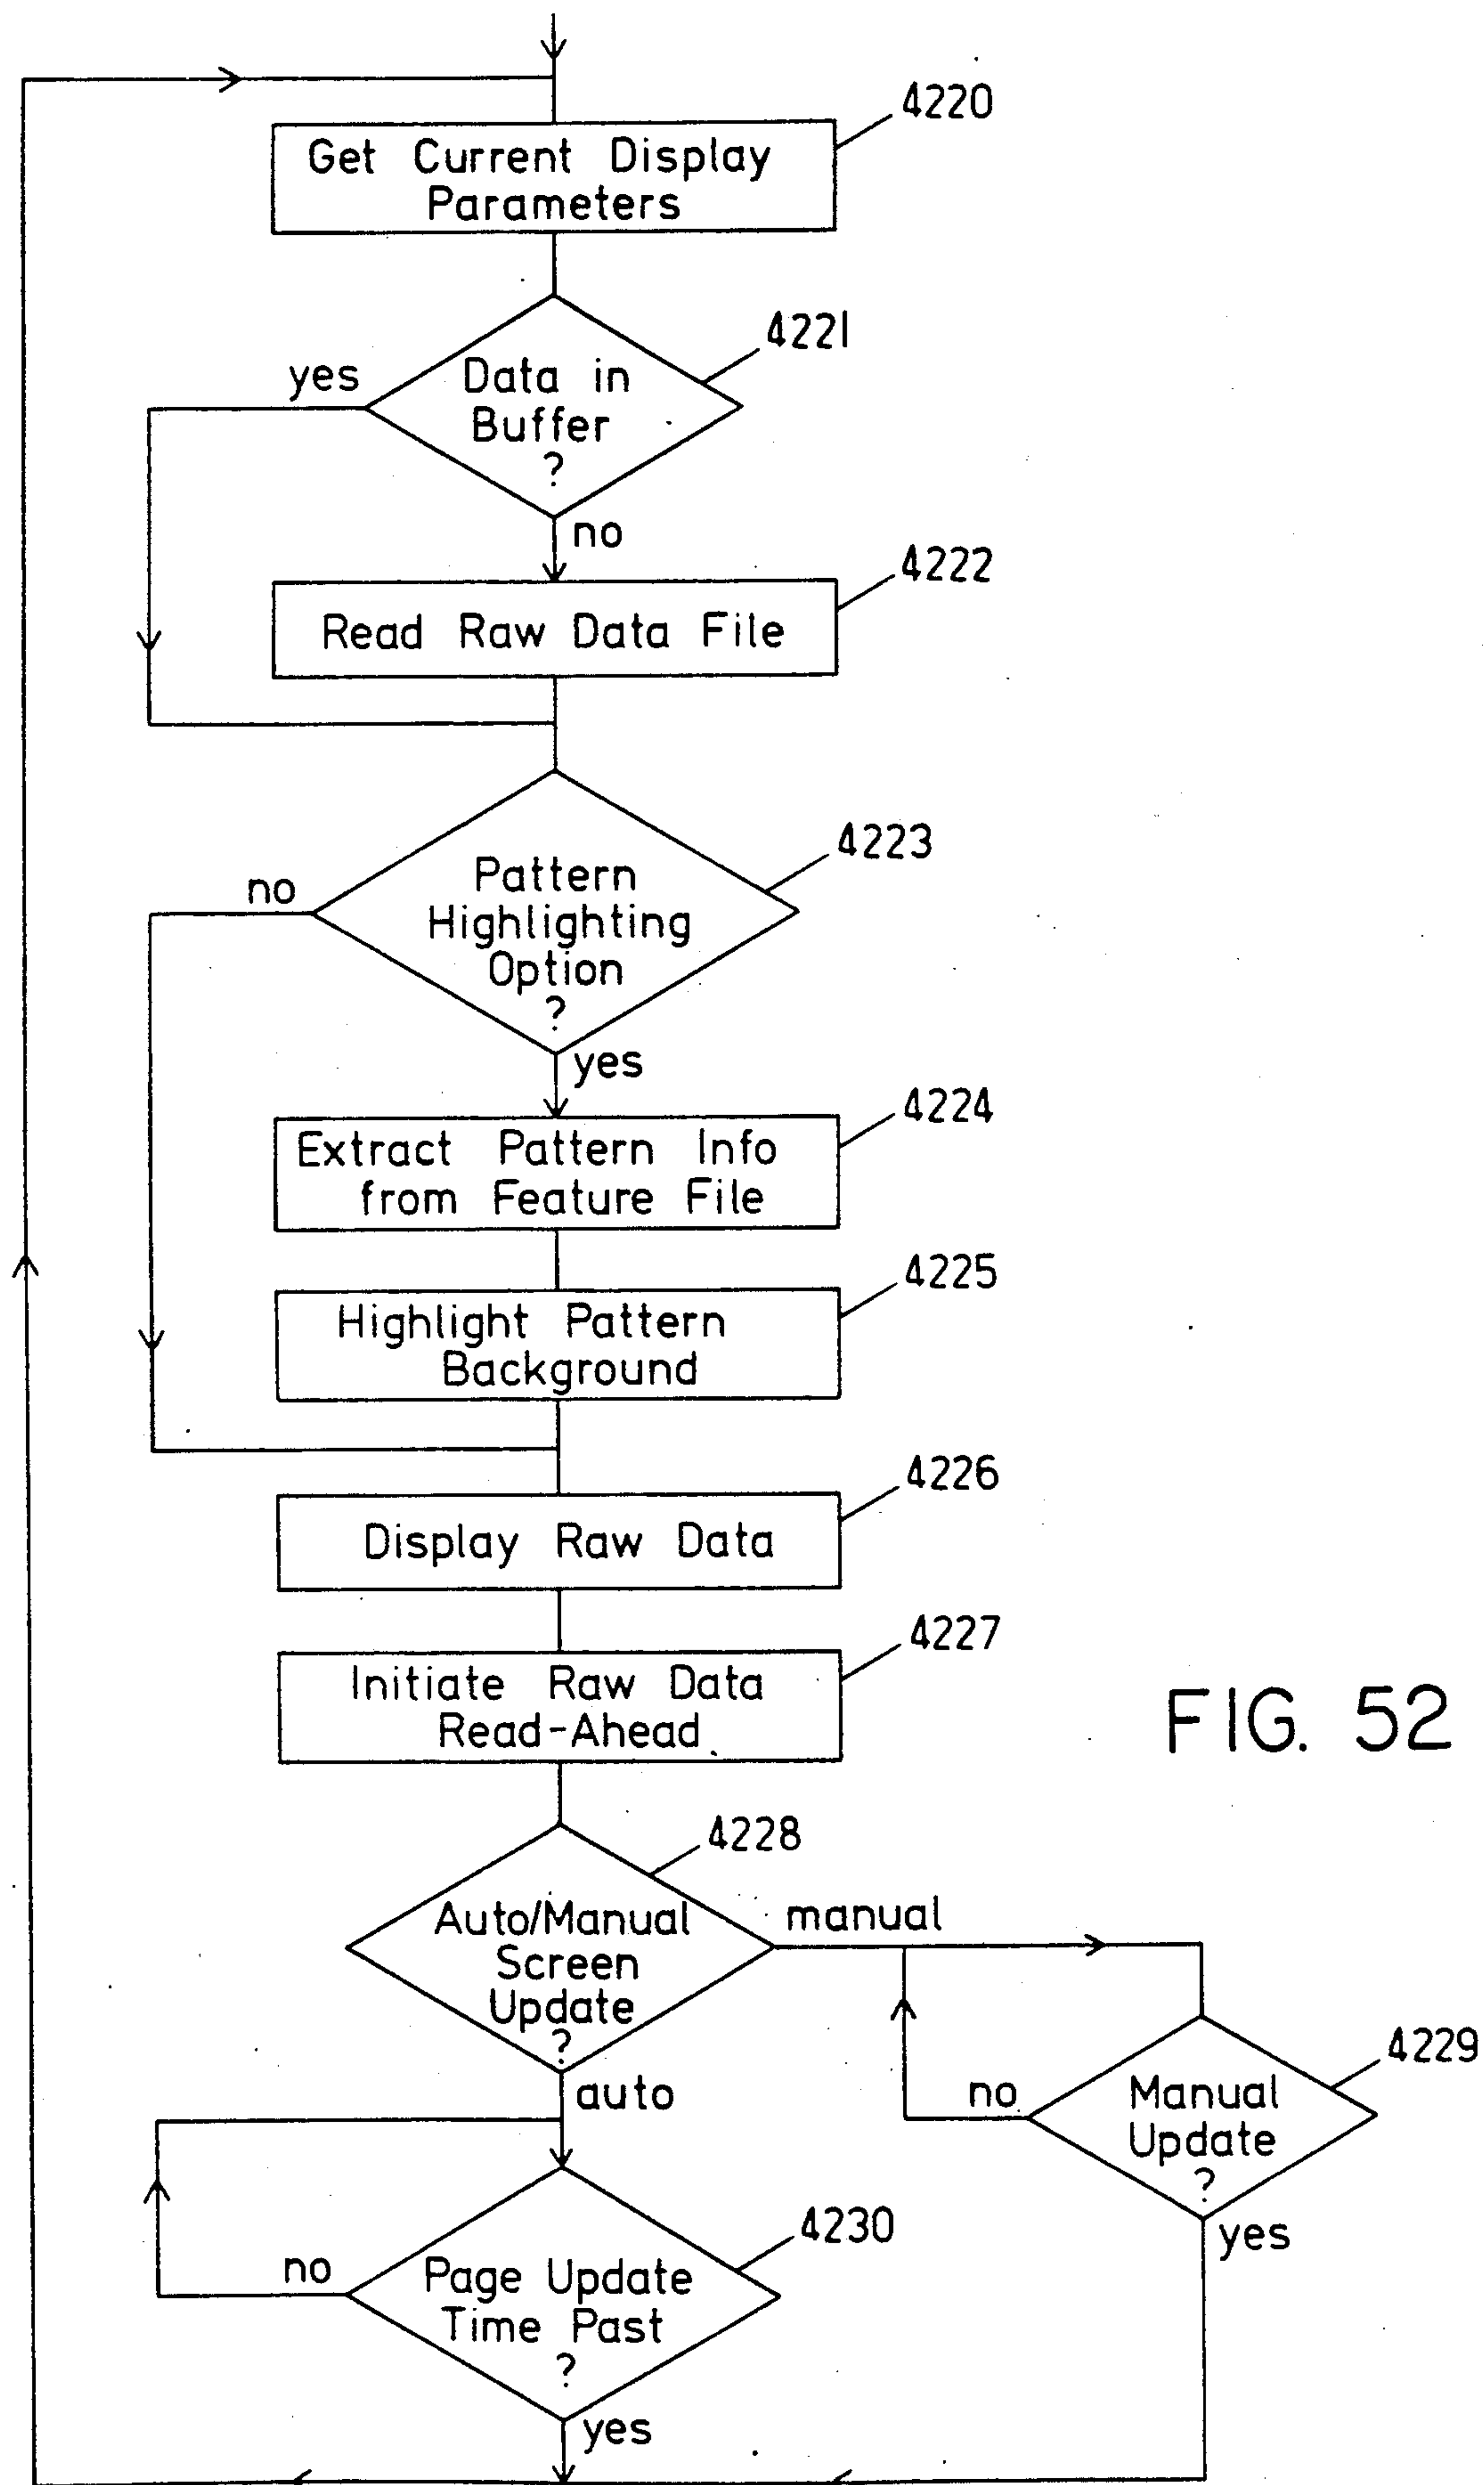 4220
Get Current Display
Parameters
4221
yes
Data in
Buffer
?
no
4222
Read Raw Data File
4223
no
Pattern
Highlighting
Option
?
yes
4224
Extract Pattern Info
from Feature File
4225
Highlight Pattern
Background
4226
Display Raw Data
4227
Initiate Raw Data
Read-Ahead
FIG. 52
4228
Auto/Manual
Screen
Update
?
manual
auto
4229
no
Manual
Update
?
yes
4230
no
Page Update
Time Past
?
yes